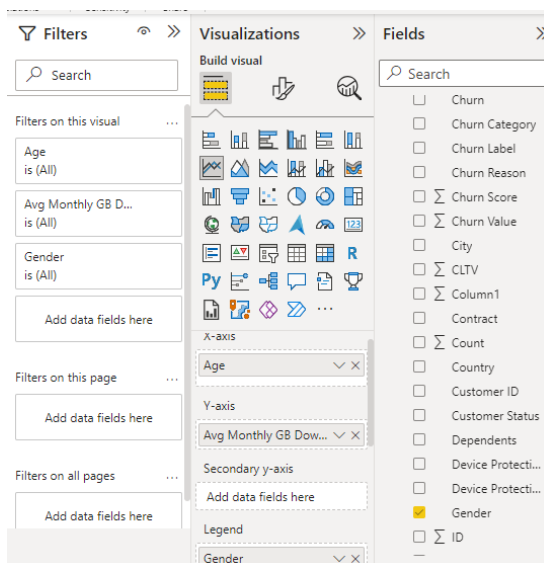 Filters
Search
Filters on this visual ...
Age
is (All)
Avg Monthly GB D...
is (All)
Gender
is (All)
Add data fields here
Filters on this page ...
Add data fields here
Filters on all pages ...
Add data fields here
Visualizations
Build visual
123
R
Py
...
X-axis
Age
Y-axis
Avg Monthly GB Dow...
Secondary y-axis
Add data fields here
Legend
Gender
Fields
Search
Churn
Churn Category
Churn Label
Churn Reason
∑ Churn Score
∑ Churn Value
City
∑ CLTV
∑ Column1
Contract
∑ Count
Country
Customer ID
Customer Status
Dependents
Device Protecti...
Device Protecti...
Gender
∑ ID